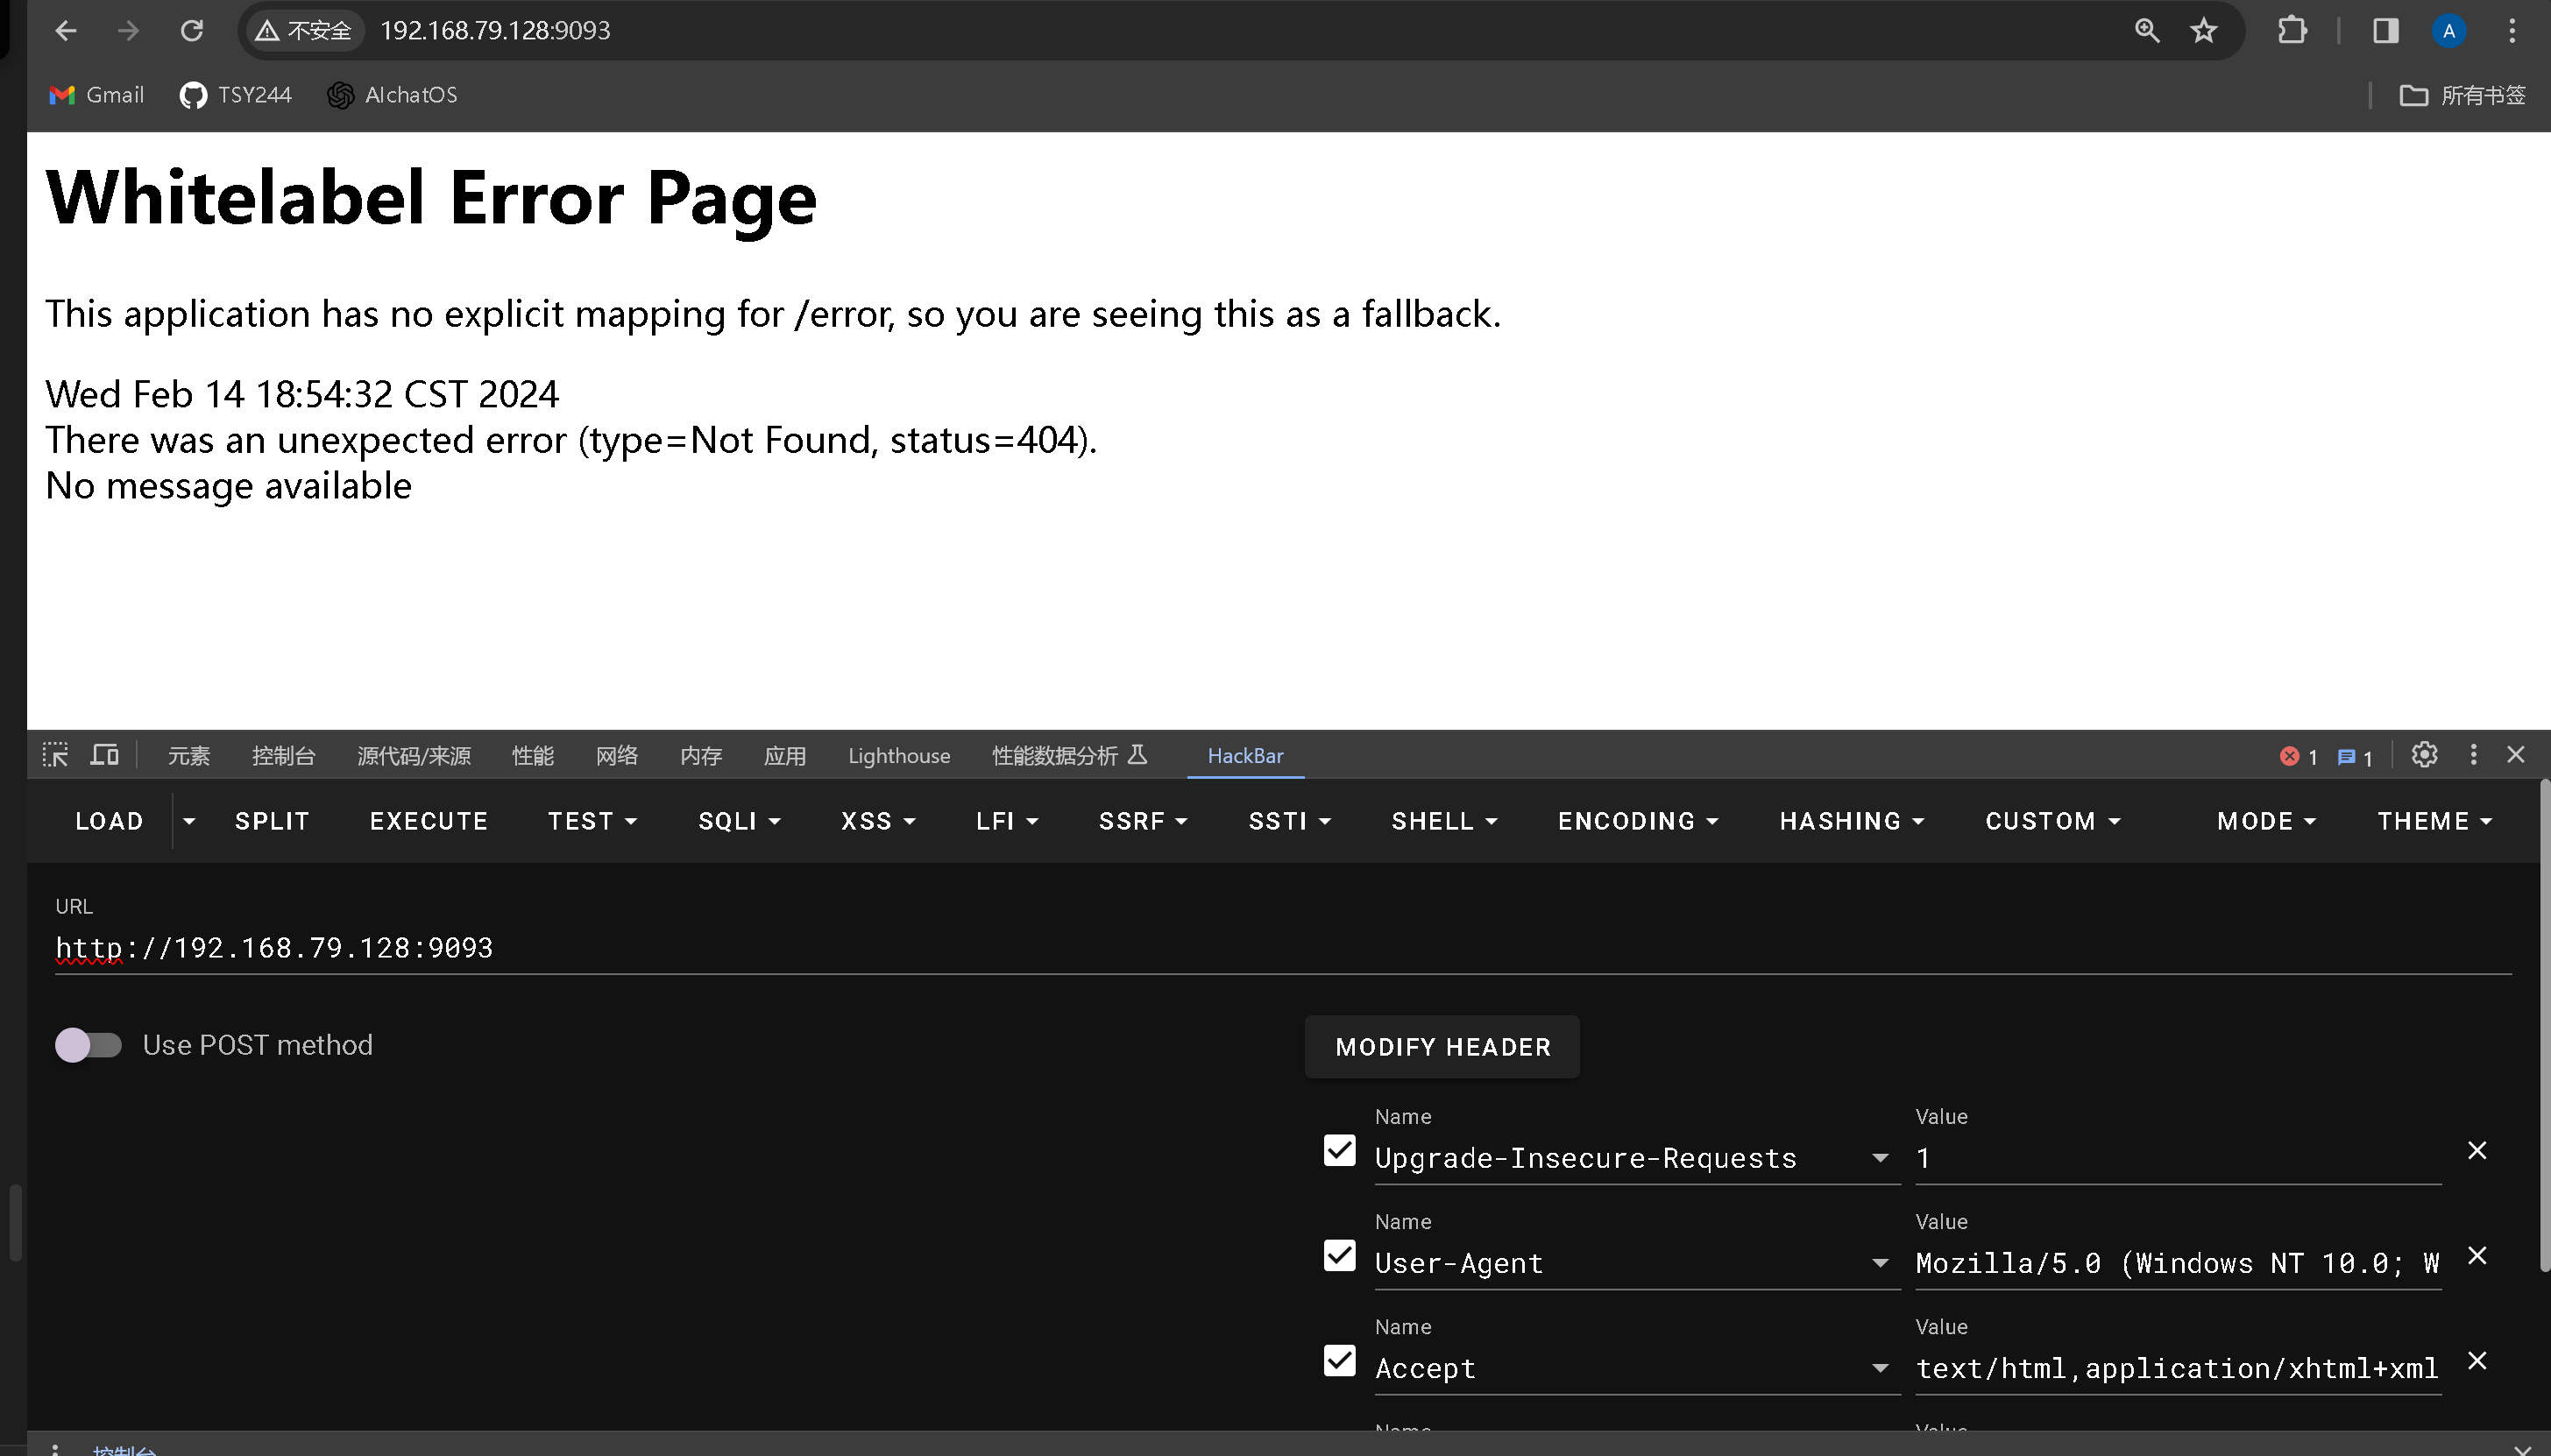 不安全 192.168.79.128:9093 A
Gmail TSY244 AIchatOS 所有书签
Whitelabel Error Page
This application has no explicit mapping for /error, so you are seeing this as a fallback.
Wed Feb 14 18:54:32 CST 2024
There was an unexpected error (type=Not Found, status=404).
No message available
元素 控制台 源代码/来源 性能 网络 内存 应用 Lighthouse 性能数据分析 HackBar 1 1
LOAD SPLIT EXECUTE TEST SQLI XSS LFI SSRF SSTI SHELL ENCODING HASHING CUSTOM MODE THEME
URL
http://192.168.79.128:9093
Use POST method MODIFY HEADER
Name Value
Upgrade-Insecure-Requests 1
Name Value
User-Agent Mozilla/5.0 (Windows NT 10.0; W
Name Value
Accept text/html,application/xhtml+xml
Name Value
控制台